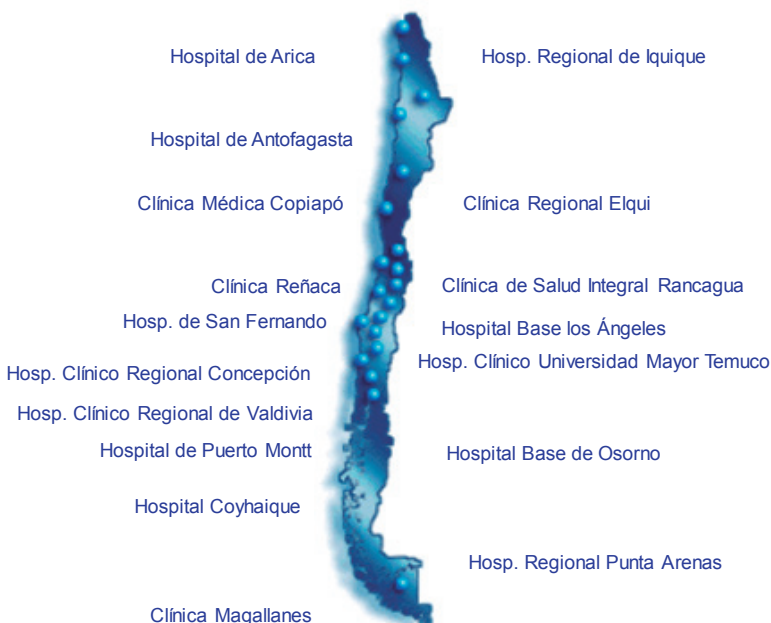 Hospital de Arica
Hosp. Regional de Iquique
Hospital de Antofagasta
Clínica Médica Copiapó
Clínica Regional Elqui
Clínica Reñaca
Clínica de Salud Integral Rancagua
Hosp. de San Fernando
Hospital Base los Ángeles
Hosp. Clínico Universidad Mayor Temuco
Hosp. Clínico Regional Concepción
Hosp. Clínico Regional de Valdivia
Hospital de Puerto Montt
Hospital Base de Osorno
Hospital Coyhaique
Hosp. Regional Punta Arenas
Clínica Magallanes